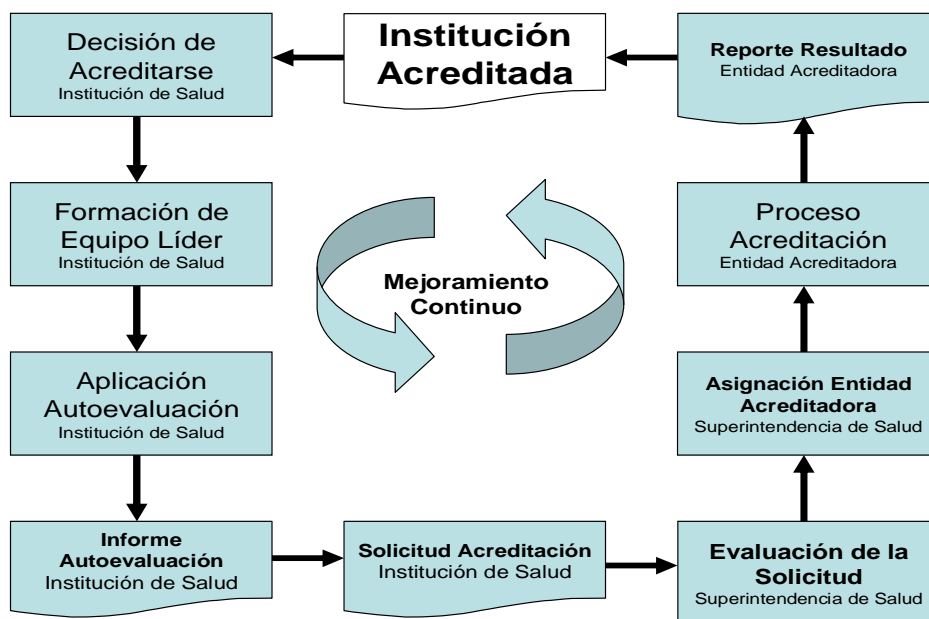 Decisión de
Acreditarse
Institución de Salud
Institución
Acreditada
Reporte Resultado
Entidad Acreditadora
Formación de
Equipo Líder
Institución de Salud
Mejoramiento
Continuo
Proceso
Acreditación
Entidad Acreditadora
Aplicación
Autoevaluación
Institución de Salud
Asignación Entidad
Acreditadora
Superintendencia de Salud
Informe
Autoevaluación
Institución de Salud
Solicitud Acreditación
Institución de Salud
Evaluación de la
Solicitud
Superintendencia de Salud